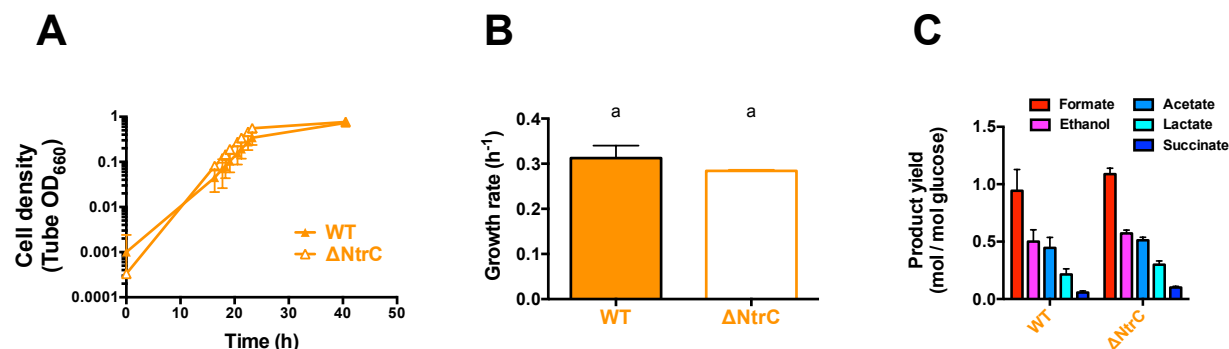 A
Cell density
(Tube OD660)
1
0.1
0.01
0.001
0.0001
0
10
20
30
40
50
Time (h)
WT
ΔNtrC
B
Growth rate (h-1)
0.4
0.3
0.2
0.1
0.0
a
a
WT
ΔNtrC
C
Formate
Ethanol
Acetate
Lactate
Succinate
Product yield
(mol / mol glucose)
1.5
1.0
0.5
0.0
WT
ΔNtrC